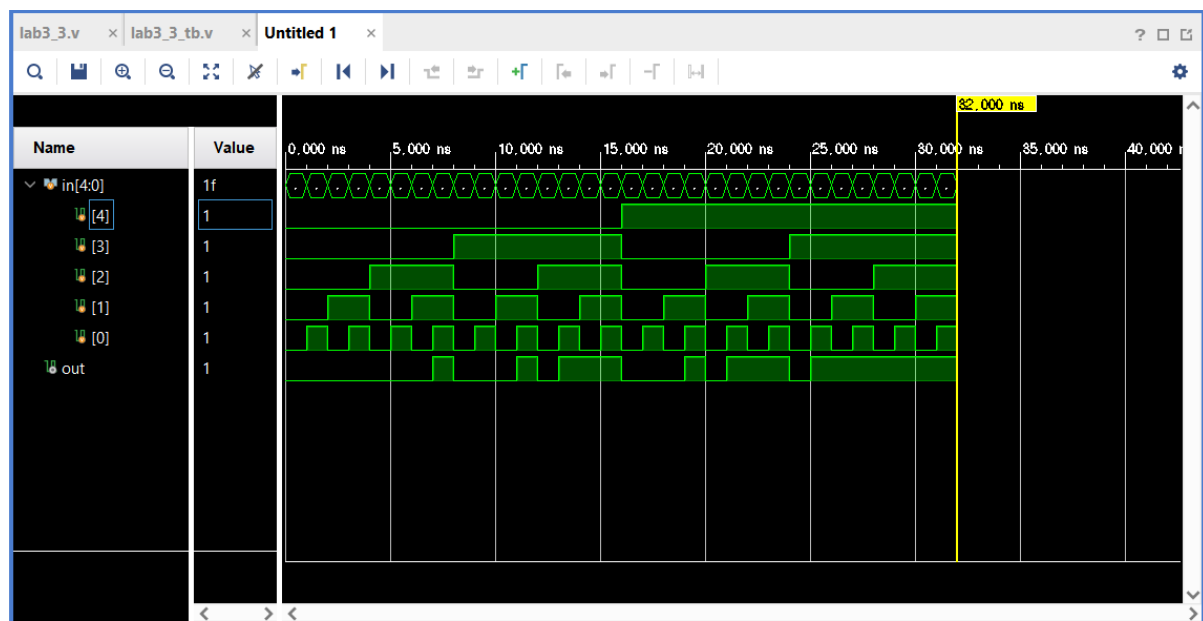 lab3_3.v × lab3_3_tb.v × Untitled 1 × ?
32,000 ns
Name Value 0,000 ns 5,000 ns 10,000 ns 15,000 ns 20,000 ns 25,000 ns 30,000 ns 35,000 ns 40,000 n
in[4:0] 1f
[4] 1
[3] 1
[2] 1
[1] 1
[0] 1
out 1